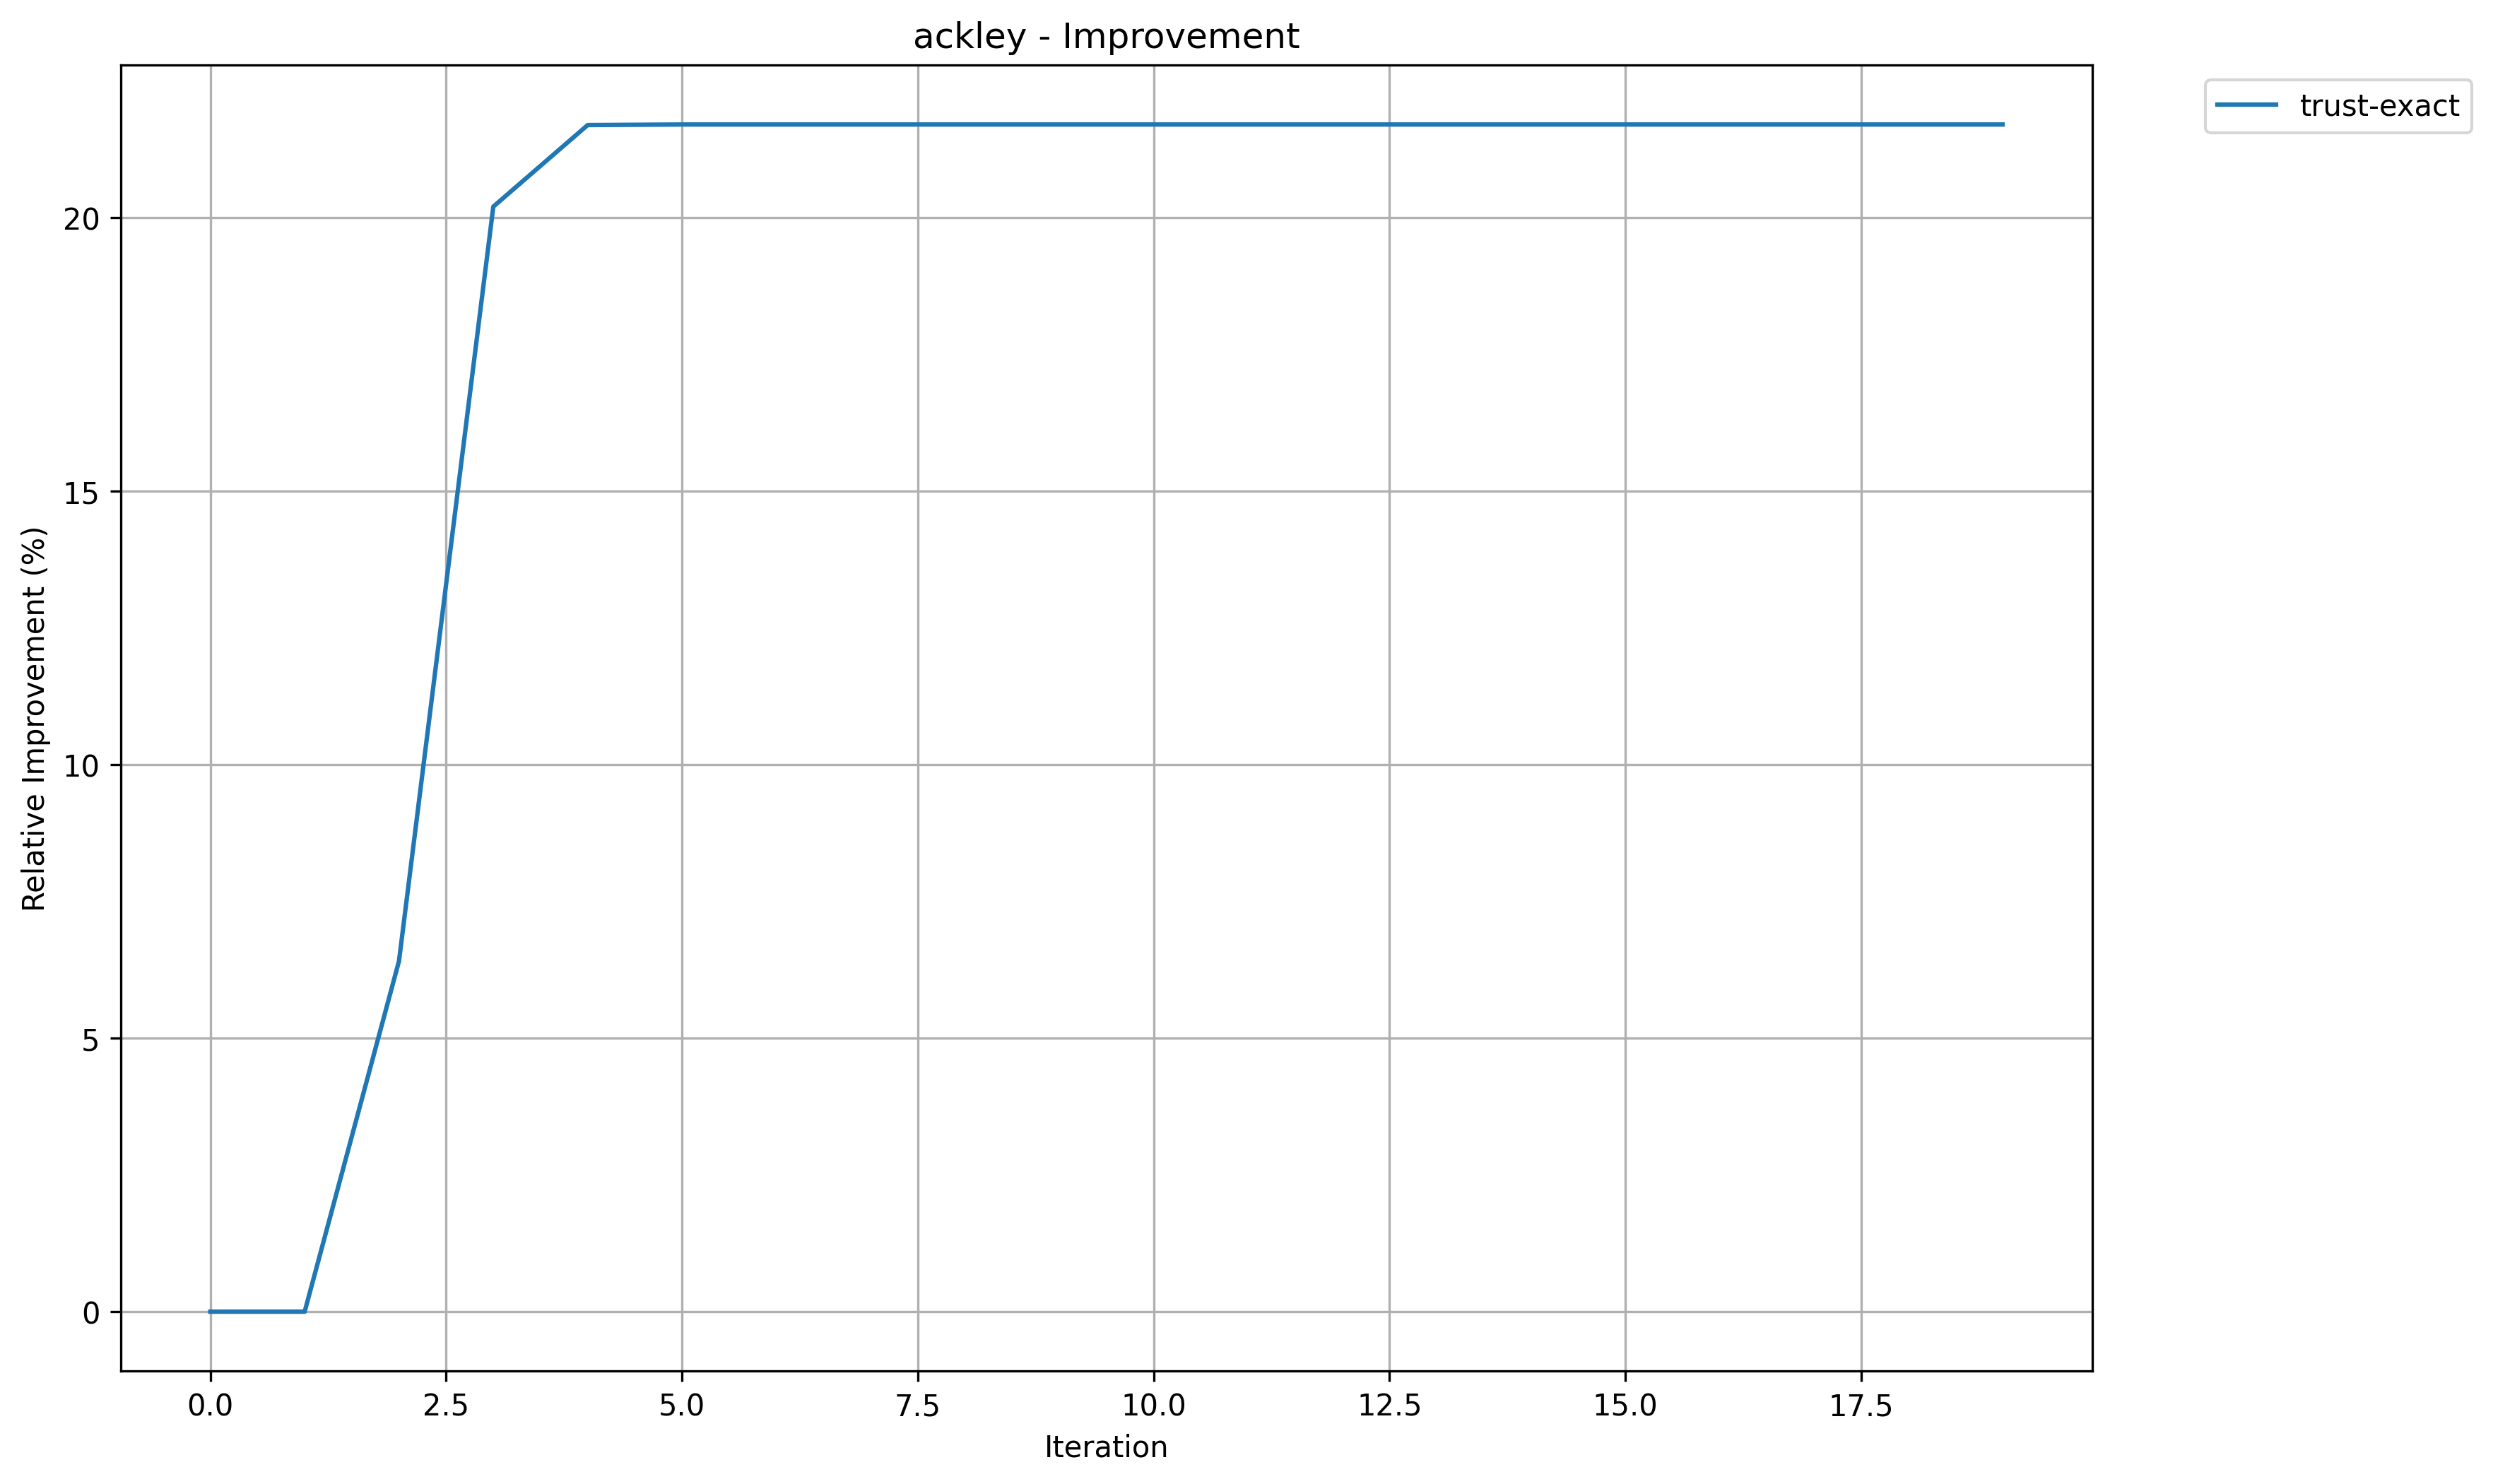 ackley - Improvement
trust-exact
Relative Improvement (%)
20
15
10
5
0
0.0 2.5 5.0 7.5 10.0 12.5 15.0 17.5
Iteration